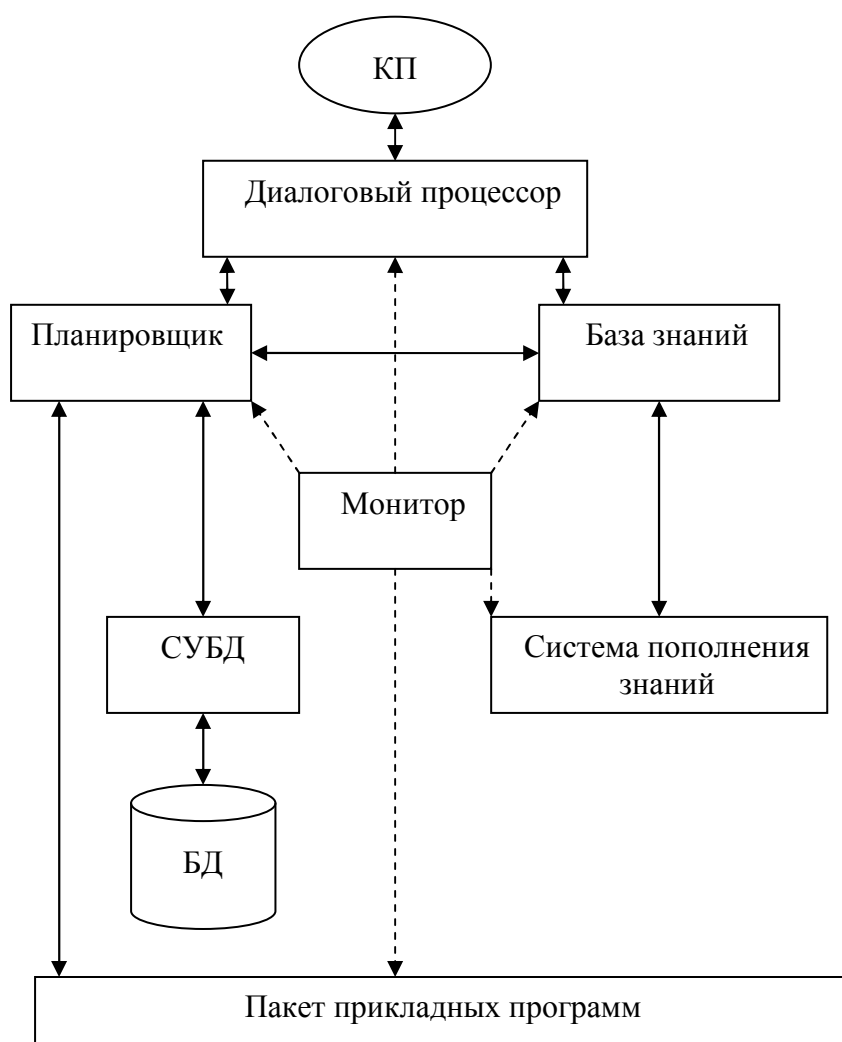 КП
Диалоговый процессор
Планировщик
База знаний
Монитор
СУБД
Система пополнения
знаний
БД
Пакет прикладных программ